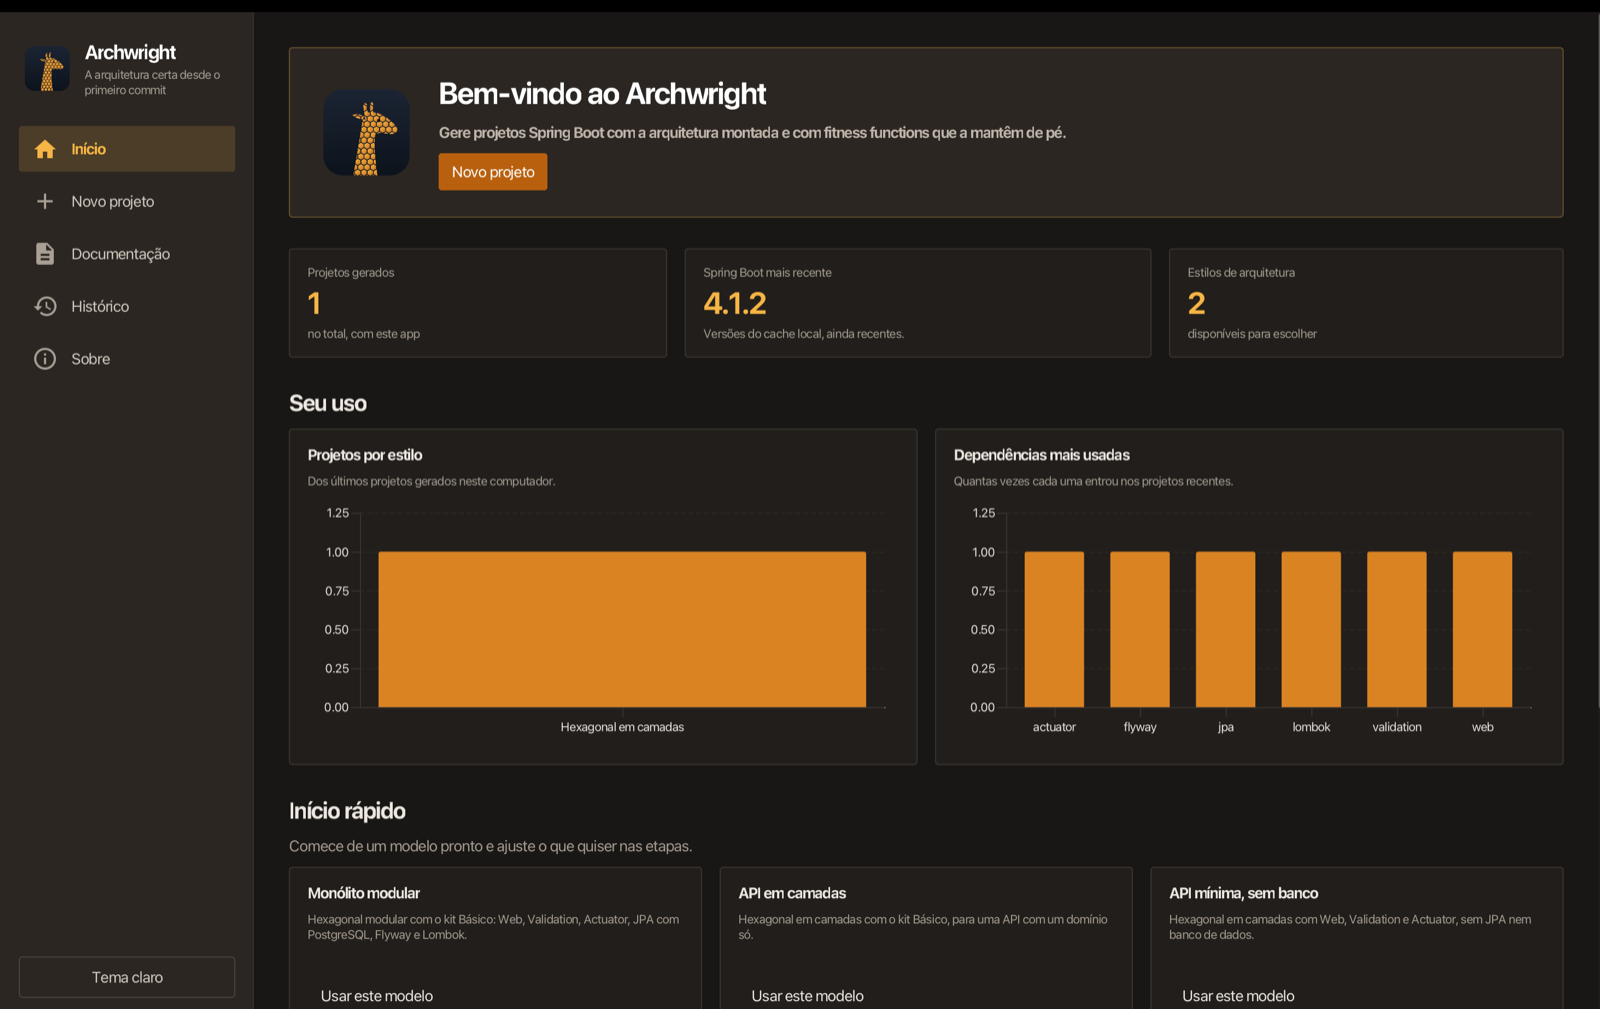 Archwright
A arquitetura certa desde o
primeiro commit
Início
Novo projeto
Documentação
Histórico
Sobre
Tema claro
Bem-vindo ao Archwright
Gere projetos Spring Boot com a arquitetura montada e com fitness functions que a mantêm de pé.
Novo projeto
Projetos gerados
1
no total, com este app
Spring Boot mais recente
4.1.2
Versões do cache local, ainda recentes.
Estilos de arquitetura
2
disponíveis para escolher
Seu uso
Projetos por estilo
Dos últimos projetos gerados neste computador.
1.25
1.00
0.75
0.50
0.25
0.00
Hexagonal em camadas
Dependências mais usadas
Quantas vezes cada uma entrou nos projetos recentes.
1.25
1.00
0.75
0.50
0.25
0.00
actuator flyway jpa lombok validation web
Início rápido
Comece de um modelo pronto e ajuste o que quiser nas etapas.
Monólito modular
Hexagonal modular com o kit Básico: Web, Validation, Actuator, JPA com
PostgreSQL, Flyway e Lombok.
Usar este modelo
API em camadas
Hexagonal em camadas com o kit Básico, para uma API com um domínio
só.
Usar este modelo
API mínima, sem banco
Hexagonal em camadas com Web, Validation e Actuator, sem JPA nem
banco de dados.
Usar este modelo